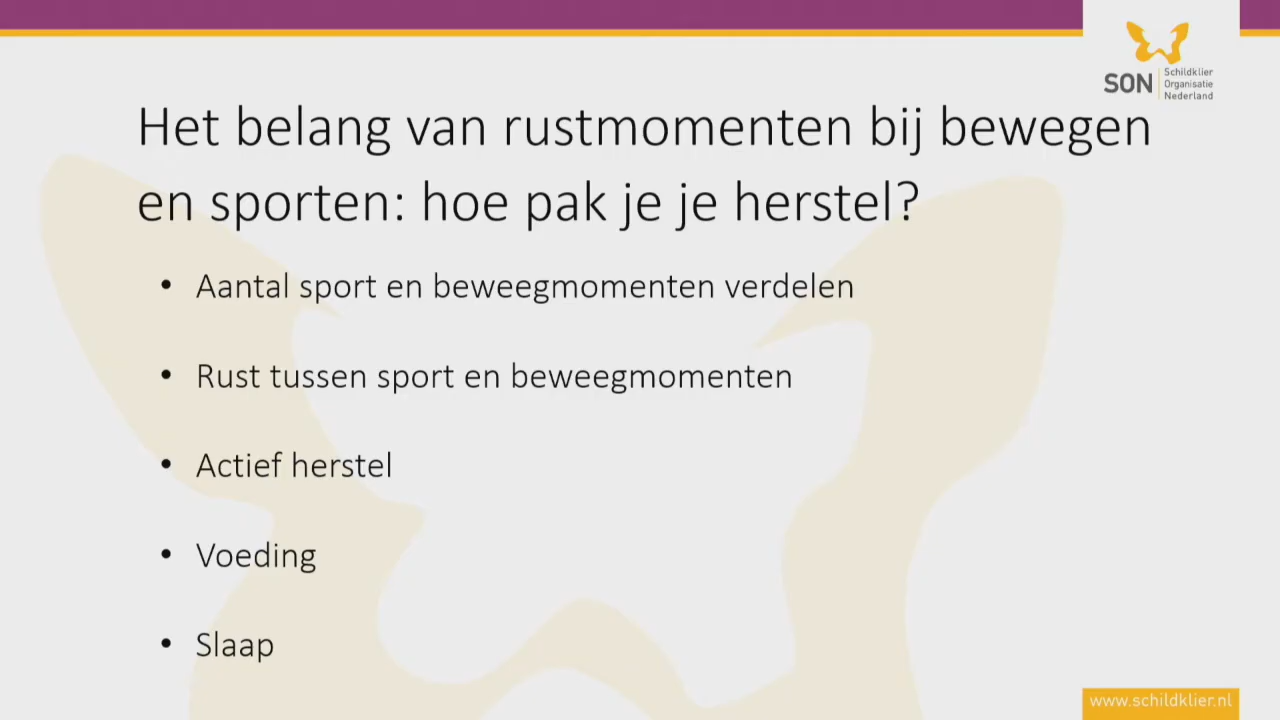 SON
Schildklier
Organisatie
Nederland
Het belang van rustmomenten bij bewegen
en sporten: hoe pak je je herstel?
• Aantal sport en beweegmomenten verdelen
• Rust tussen sport en beweegmomenten
• Actief herstel
• Voeding
• Slaap
www.schildklier.nl